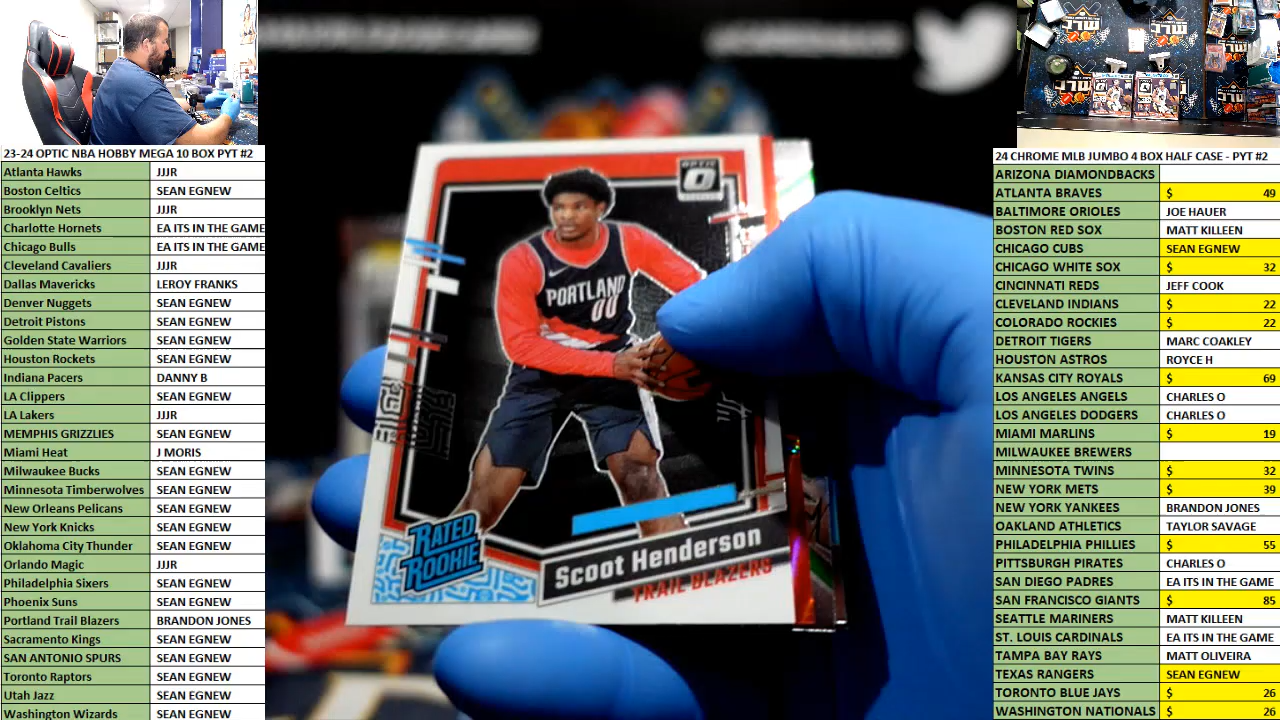 23-24 OPTIC NBA HOBBY MEGA 10 BOX PYT #2
Atlanta Hawks JJJR
Boston Celtics SEAN EGNEW
Brooklyn Nets JJJR
Charlotte Hornets EA ITS IN THE GAME
Chicago Bulls EA ITS IN THE GAME
Cleveland Cavaliers JJJR
Dallas Mavericks LEROY FRANKS
Denver Nuggets SEAN EGNEW
Detroit Pistons SEAN EGNEW
Golden State Warriors SEAN EGNEW
Houston Rockets SEAN EGNEW
Indiana Pacers DANNY B
LA Clippers SEAN EGNEW
LA Lakers JJJR
MEMPHIS GRIZZLIES SEAN EGNEW
Miami Heat J MORIS
Milwaukee Bucks SEAN EGNEW
Minnesota Timberwolves SEAN EGNEW
New Orleans Pelicans SEAN EGNEW
New York Knicks SEAN EGNEW
Oklahoma City Thunder SEAN EGNEW
Orlando Magic JJJR
Philadelphia Sixers SEAN EGNEW
Phoenix Suns SEAN EGNEW
Portland Trail Blazers BRANDON JONES
Sacramento Kings SEAN EGNEW
SAN ANTONIO SPURS SEAN EGNEW
Toronto Raptors SEAN EGNEW
Utah Jazz SEAN EGNEW
Washington Wizards SEAN EGNEW
OPTIC
PORTLAND
00
RATED
ROOKIE
Scoot Henderson
TRAIL BLAZERS
24 CHROME MLB JUMBO 4 BOX HALF CASE - PYT #2
ARIZONA DIAMONDBACKS
ATLANTA BRAVES $ 49
BALTIMORE ORIOLES JOE HAUER
BOSTON RED SOX MATT KILLEEN
CHICAGO CUBS SEAN EGNEW
CHICAGO WHITE SOX $ 32
CINCINNATI REDS JEFF COOK
CLEVELAND INDIANS $ 22
COLORADO ROCKIES $ 22
DETROIT TIGERS MARC COAKLEY
HOUSTON ASTROS ROYCE H
KANSAS CITY ROYALS $ 69
LOS ANGELES ANGELS CHARLES O
LOS ANGELES DODGERS CHARLES O
MIAMI MARLINS $ 19
MILWAUKEE BREWERS
MINNESOTA TWINS $ 32
NEW YORK METS $ 39
NEW YORK YANKEES BRANDON JONES
OAKLAND ATHLETICS TAYLOR SAVAGE
PHILADELPHIA PHILLIES $ 55
PITTSBURGH PIRATES CHARLES O
SAN DIEGO PADRES EA ITS IN THE GAME
SAN FRANCISCO GIANTS $ 85
SEATTLE MARINERS MATT KILLEEN
ST. LOUIS CARDINALS EA ITS IN THE GAME
TAMPA BAY RAYS MATT OLIVEIRA
TEXAS RANGERS SEAN EGNEW
TORONTO BLUE JAYS $ 26
WASHINGTON NATIONALS $ 26